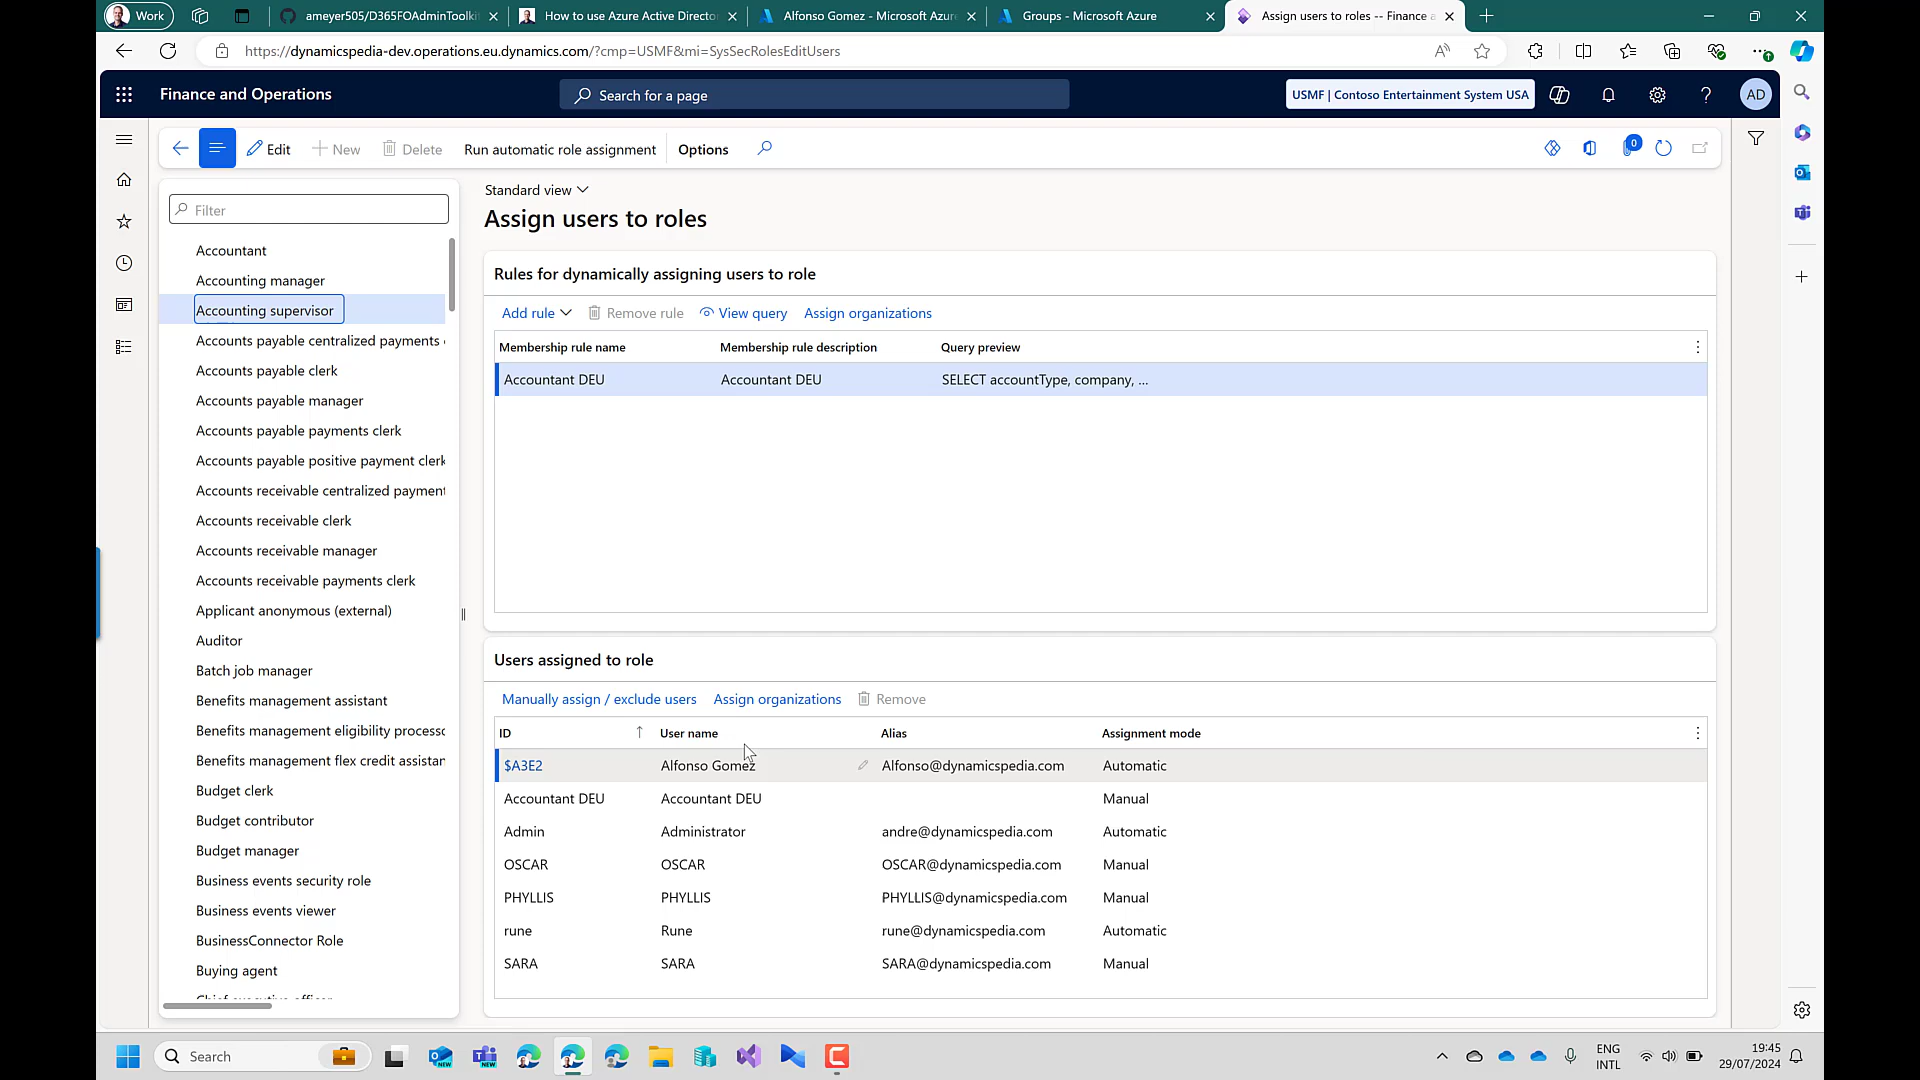 Work
ameyer505/D365FOAdminToolkit
How to use Azure Active Directo
Alfonso Gomez - Microsoft Azure
Groups - Microsoft Azure
Assign users to roles -- Finance a
https://dynamicspedia-dev.operations.eu.dynamics.com/?cmp=USMF&mi=SysSecRolesEditUsers
Finance and Operations
Search for a page
USMF | Contoso Entertainment System USA
AD
Edit
New
Delete
Run automatic role assignment
Options
0
Filter
Accountant
Accounting manager
Accounting supervisor
Accounts payable centralized payments
Accounts payable clerk
Accounts payable manager
Accounts payable payments clerk
Accounts payable positive payment clerk
Accounts receivable centralized payment
Accounts receivable clerk
Accounts receivable manager
Accounts receivable payments clerk
Applicant anonymous (external)
Auditor
Batch job manager
Benefits management assistant
Benefits management eligibility processo
Benefits management flex credit assistan
Budget clerk
Budget contributor
Budget manager
Business events security role
Business events viewer
BusinessConnector Role
Buying agent
Chief executive officer
Standard view
Assign users to roles
Rules for dynamically assigning users to role
Add rule
Remove rule
View query
Assign organizations
Membership rule name
Membership rule description
Query preview
Accountant DEU
Accountant DEU
SELECT accountType, company, ...
Users assigned to role
Manually assign / exclude users
Assign organizations
Remove
ID
User name
Alias
Assignment mode
$A3E2
Alfonso Gomez
Alfonso@dynamicspedia.com
Automatic
Accountant DEU
Accountant DEU
Manual
Admin
Administrator
andre@dynamicspedia.com
Automatic
OSCAR
OSCAR
OSCAR@dynamicspedia.com
Manual
PHYLLIS
PHYLLIS
PHYLLIS@dynamicspedia.com
Manual
rune
Rune
rune@dynamicspedia.com
Automatic
SARA
SARA
SARA@dynamicspedia.com
Manual
Search
NEW
NEW
ENG
INTL
19:45
29/07/2024